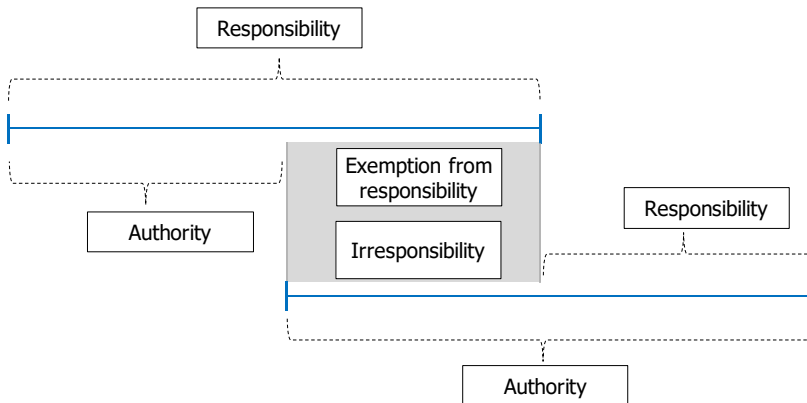 Responsibility
Exemption from
responsibility
Authority
Responsibility
Irresponsibility
Authority